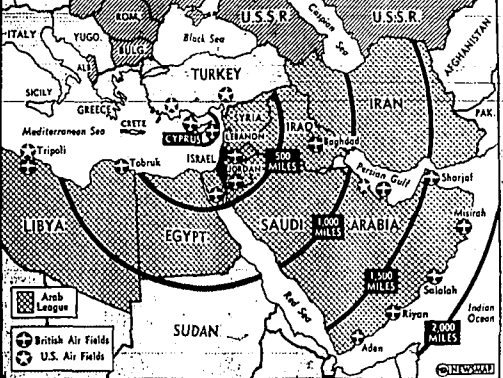 ROM.
U.S.S.R.
Caspian Sea
U.S.S.R.
ITALY
YUGO.
BULG.
Black Sea
AFGHANISTAN
ALB.
TURKEY
SICILY
GREECE
CRETE
SYRIA
IRAN
Mediterranean Sea
CYPRUS
LEBANON
IRAQ
Baghdad
PAK.
Tripoli
Tobruk
ISRAEL
JORDAN
500
MILES
Persian Gulf
Sharjaf
LIBYA
EGYPT
SAUDI
ARABIA
1,000
MILES
Misirah
1,500
MILES
Salalah
Indian
Ocean
Arab
League
Red Sea
SUDAN
Riyan
2,000
MILES
British Air Fields
U.S. Air Fields
Aden
NEWSMAP